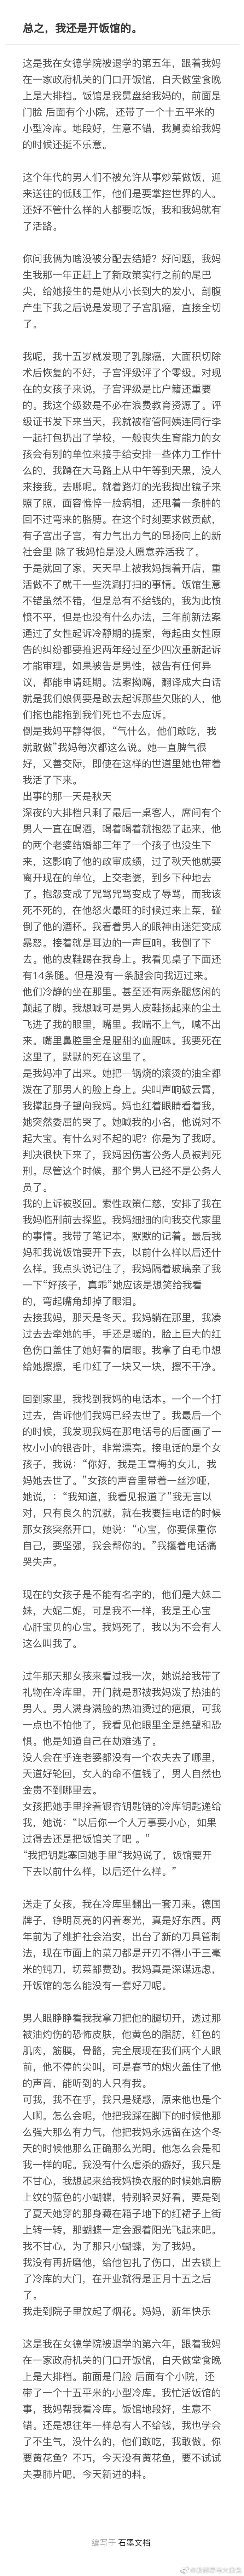 总之，我还是开饭馆的。
这是我在女德学院被退学的第五年，跟着我妈
在一家政府机关的门口开饭馆，白天做堂食晚
上是大排档。饭馆是我舅盘给我妈的，前面是
门脸 后面有个小院，还带了一个十五平米的
小型冷库。地段好，生意不错，我舅卖给我妈
的时候还挺不乐意。
这个年代的男人们不被允许从事炒菜做饭，迎
来送往的低贱工作，他们是要掌控世界的人。
还好不管什么样的人都要吃饭，我和我妈就有
了活路。
你问我俩为啥没被分配去结婚？好问题，我妈
生我那一年正赶上了新政策实行之前的尾巴
尖，给她接生的是她从小长到大的发小，剖腹
产生下我之后说是发现了子宫肌瘤，直接全切
了。
我呢，我十五岁就发现了乳腺癌，大面积切除
术后恢复的不好，子宫评级评了个零级。对现
在的女孩子来说，子宫评级是比户籍还重要
的。我这个级数是不必在浪费教育资源了。评
级证书发下来当天，我就被宿管阿姨连同行李
一起打包扔出了学校，一般丧失生育能力的女
孩会有别的单位来接手给安排一些体力工作什
么的，我蹲在大马路上从中午等到天黑，没人
来接我。去哪呢。就着路灯的光我掏出镜子来
照了照，面容憔悴一脸病相，还甩着一条肿的
回不过弯来的胳膊。在这个时刻要求做贡献，
有子宫出子宫，有力气出力气的昂扬向上的新
社会里 除了我妈怕是没人愿意养活我了。
于是就回了家，天天早上被我妈拽着开店，重
活做不了就干一些洗涮打扫的事情。饭馆生意
不错虽然不错，但是总有不给钱的，我为此愤
愤不平，但是也没有什么办法，三年前新法案
通过了女性起诉冷静期的提案，每起由女性原
告的纠纷都要推迟两年经过至少四次重新起诉
才能审理，如果被告是男性，被告有任何异
议，都能申请延期。法案拗嘴，翻译成大白话
就是我们娘俩要是敢去起诉那些欠账的人，他
们拖也能拖到我们死也不去应诉。
倒是我妈平静得很，“气什么，他们敢吃，我
就敢做”我妈每次都这么说。她一直脾气很
好，又善交际，即使在这样的世道里她也带着
我活了下来。
出事的那一天是秋天
深夜的大排档只剩了最后一桌客人，席间有个
男人一直在喝酒，喝着喝着就抱怨了起来，他
的两个老婆结婚都三年了一个孩子也没生下
来，这影响了他的政审成绩，过了秋天他就要
离开现在的单位，上交老婆，到乡下种地去
了。抱怨变成了咒骂咒骂变成了辱骂，而我该
死不死的，在他怒火最旺的时候过来上菜，碰
倒了他的酒杯。我看着男人的眼神由迷茫变成
暴怒。接着就是耳边的一声巨响。我倒了下
去。他的皮鞋踢在我身上。我看见桌子下面还
有14条腿。但是没有一条腿会向我迈过来。
他们冷静的坐在那里。甚至还有两条腿悠闲的
颠起了脚。我想喊可是男人皮鞋扬起来的尘土
飞进了我的眼里，嘴里。我喘不上气，喊不出
来。嘴里鼻腔里全是腥甜的血腥味。我要死在
这里了，默默的死在这里了。
是我妈冲了出来。她把一锅烧的滚烫的油全都
泼在了那男人的脸上身上。尖叫声响破云霄，
我撑起身子望向我妈。妈也红着眼睛看着我，
她突然委屈的哭了。她喊我的小名，他说对不
起大宝。有什么对不起的呢？你是为了我呀。
判决很快下来了，我妈因伤害公务人员被判死
刑。尽管这个时候，那个男人已经不是公务人
员了。
我的上诉被驳回。索性政策仁慈，安排了我在
我妈临刑前去探监。我妈细细的向我交代家里
的事情。我带了笔记本，默默的记着。最后我
妈和我说饭馆要开下去，以前什么样以后还什
么样。我点头说记住了，我妈隔着玻璃亲了我
一下“好孩子，真乖”她应该是想笑给我看
的，弯起嘴角却掉了眼泪。
去接我妈，那天是冬天。我妈躺在那里，我凑
过去去牵她的手，手还是暖的。脸上巨大的红
色伤口盖住了她好看的眉眼。我拿了白毛巾想
给她擦擦，毛巾红了一块又一块，擦不干净。
回到家里，我找到我妈的电话本。一个一个打
过去，告诉他们我妈已经去世了。我最后一个
的时候，我发现我妈在那电话号的后面画了一
枚小小的银杏叶，非常漂亮。接电话的是个女
孩子，我说：“你好，我是王雪梅的女儿，我
妈她去世了。”女孩的声音里带着一丝沙哑，
她说，：“我知道，我看见报道了”我无言以
对，只有良久的沉默，就在我要挂电话的时候
那女孩突然开口，她说：“心宝，你要保重你
自己，要坚强，我会帮你的。”我攥着电话痛
哭失声。
现在的女孩子是不能有名字的，他们是大妹二
妹，大妮二妮，可是我不一样，我是王心宝
心肝宝贝的心宝。我妈死了，我以为不会有人
这么叫我了。
过年那天那女孩来看过我一次，她说给我带了
礼物在冷库里，开门就是那被我妈泼了热油的
男人。男人满身满脸的热油烫过的疤痕，可我
一点也不怕他了，我看见他眼里全是绝望和恐
惧。他是知道自己在劫难逃了。
没人会在乎连老婆都没有一个农夫去了哪里，
天道好轮回，女人的命不值钱了，男人自然也
金贵不到哪里去。
女孩把她手里拴着银杏钥匙链的冷库钥匙递给
我，她说：“以后你一个人万事要小心，如果
过得去还是把饭馆关了吧 。”
“我把钥匙塞回她手里“我妈说了，饭馆要开
下去以前什么样，以后还什么样。”
送走了女孩，我在冷库里翻出一套刀来。德国
牌子，铮明瓦亮的闪着寒光，真是好东西。两
年前为了维护社会治安，出台了新的刀具管制
法，现在市面上的菜刀都是开刃不得小于三毫
米的钝刀，切菜都费劲。我妈真是深谋远虑，
开饭馆的怎么能没有一套好刀呢。
男人眼睁睁看我我拿刀把他的腿切开，透过那
被油灼伤的恐怖皮肤，他黄色的脂肪，红色的
肌肉，筋膜，骨骼，完全展现在我们两个人眼
前，他不停的尖叫，可是春节的炮火盖住了他
的声音，能听到的人只有我。
可我，我不在乎，我只是疑惑，原来他也是个
人啊。怎么会呢，他把我踩在脚下的时候他那
么强大那么有力气，他把我妈永远留在这个冬
天的时候他那么正确那么光明。他怎么会是和
我一样的呢。我没有什么虐杀的癖好，我只是
不甘心，我想起来给我妈换衣服的时候她肩膀
上纹的蓝色的小蝴蝶，特别轻灵好看，要是到
了夏天她穿的那身藏在箱子地下的红裙子上街
上转一转，那蝴蝶一定会跟着阳光飞起来吧。
我不甘心，为了那只小蝴蝶，为了我妈。
我没有再折磨他，给他包扎了伤口，出去锁上
了冷库的大门，在开业就得是正月十五之后
了。
我走到院子里放起了烟花。妈妈，新年快乐
这是我在女德学院被退学的第六年，跟着我妈
在一家政府机关的门口开饭馆，白天做堂食晚
上是大排档。前面是门脸 后面有个小院，还
带了一个十五平米的小型冷库。我忙活饭馆的
事，我妈帮我看冷库。饭馆地段好，生意不
错。还是想往年一样总有人不给钱，我也学会
了不生气，没什么的，他们敢吃，我敢做。你
要黄花鱼？不巧，今天没有黄花鱼，要不试试
夫妻肺片吧，今天新进的料。
编写于 石墨文档